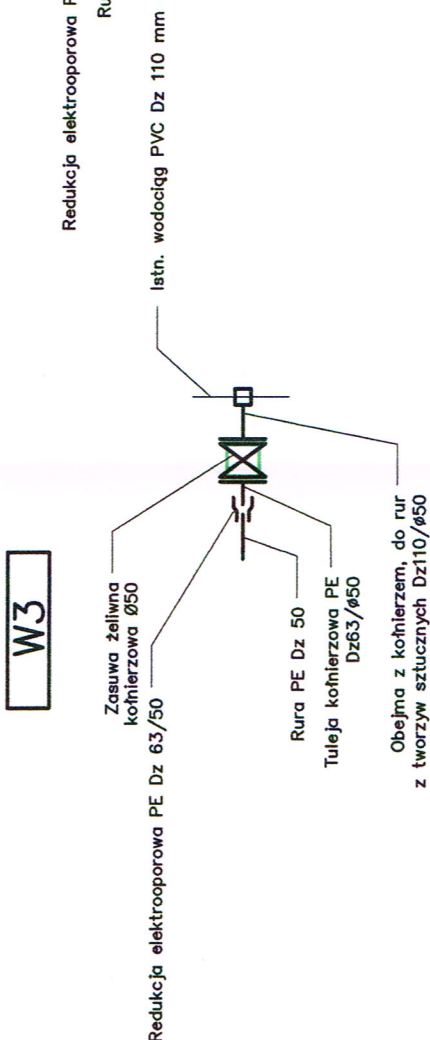 W3
Zasuwa żeliwna
kołnierzowa Ø50
Redukcja elektrooporowa PE Dz 63/50
Rura PE Dz 50
Tuleja kołnierzowa PE
Dz63/ø50
Obejma z kołnierzem, do rur
z tworzyw sztucznych Dz110/ø50
Istn. wodociąg PVC Dz 110 mm
Redukcja elektrooporowa